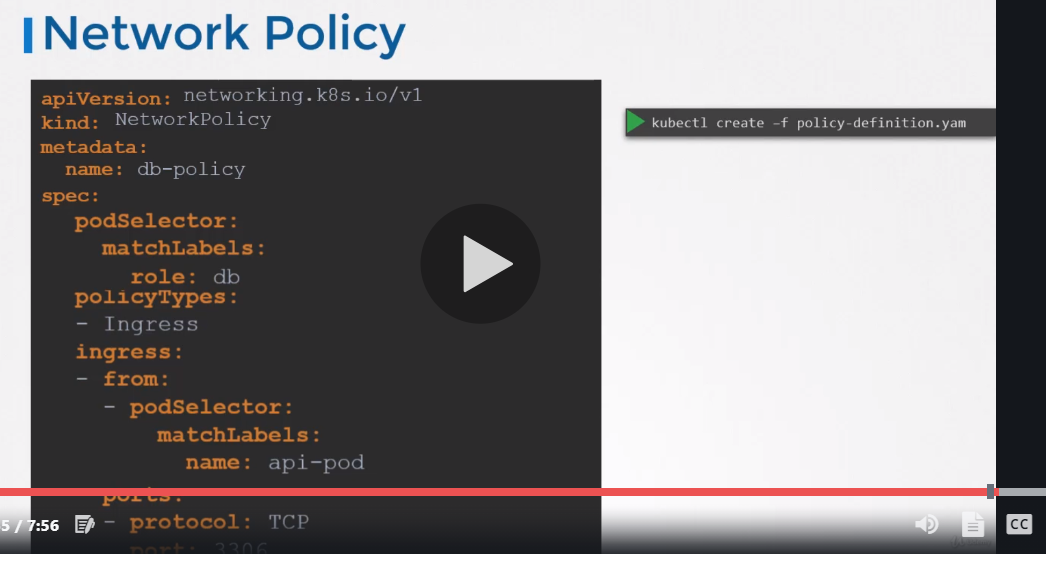 Network Policy
apiVersion: networking.k8s.io/v1
kind: NetworkPolicy
metadata:
name: db-policy
spec:
podSelector:
matchLabels:
role: db
policyTypes:
- Ingress
ingress:
- from:
- podSelector:
matchLabels:
name: api-pod
ports:
- protocol: TCP
port: 3306
kubectl create –f policy-definition.yam
5 / 7:56
CC